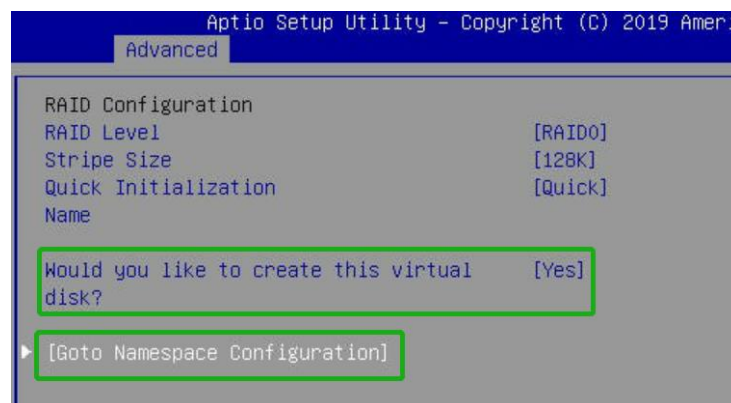 Aptio Setup Utility – Copyright (C) 2019 Amer
Advanced
RAID Configuration
RAID Level [RAID0]
Stripe Size [128K]
Quick Initialization [Quick]
Name
Would you like to create this virtual [Yes]
disk?
[Goto Namespace Configuration]